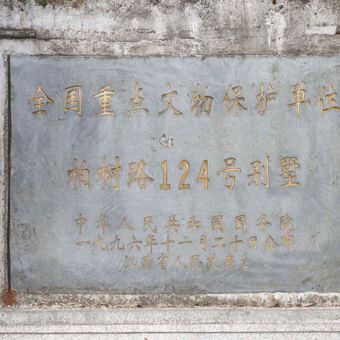 全国重点文物保护单位
柏树路124号别墅
中华人民共和国国务院
一九九六年十一月二十日公布
江西省人民政府立